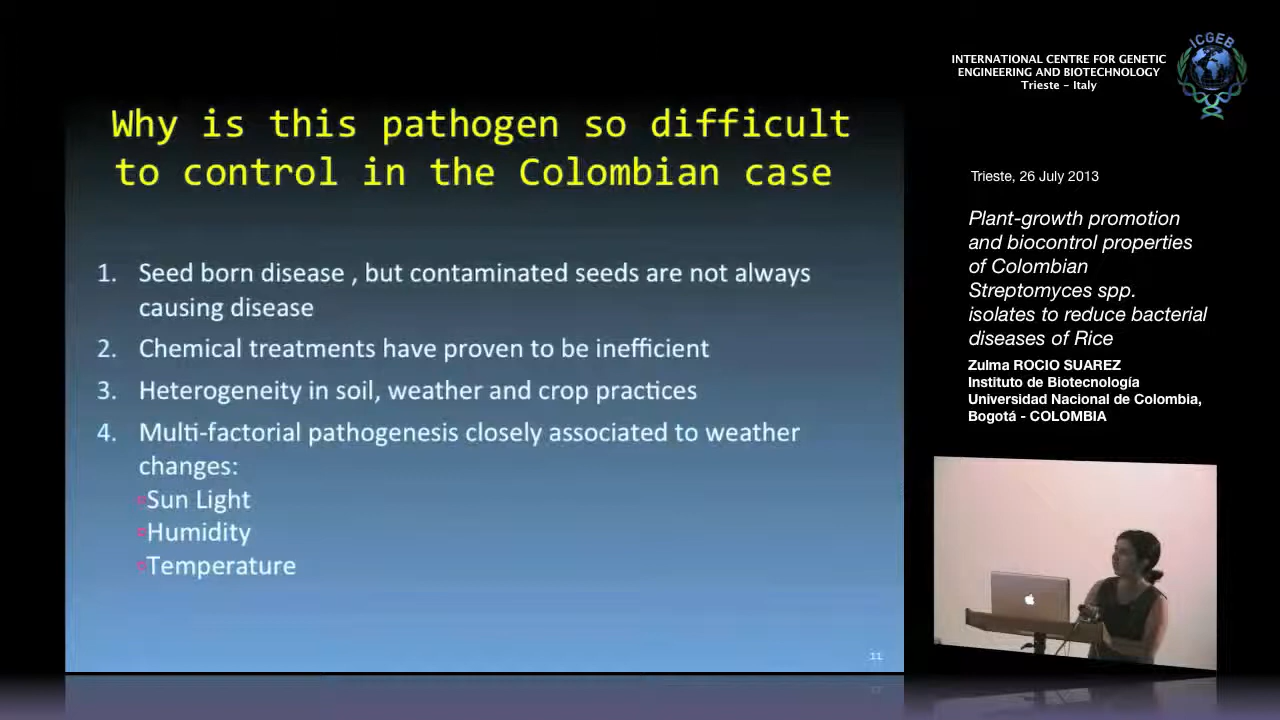 Why is this pathogen so difficult
to control in the Colombian case
1. Seed born disease , but contaminated seeds are not always
causing disease
2. Chemical treatments have proven to be inefficient
3. Heterogeneity in soil, weather and crop practices
4. Multi-factorial pathogenesis closely associated to weather
changes:
Sun Light
Humidity
Temperature
11
INTERNATIONAL CENTRE FOR GENETIC
ENGINEERING AND BIOTECHNOLOGY
Trieste - Italy
ICGEB
Trieste, 26 July 2013
Plant-growth promotion
and biocontrol properties
of Colombian
Streptomyces spp.
isolates to reduce bacterial
diseases of Rice
Zulma ROCIO SUAREZ
Instituto de Biotecnología
Universidad Nacional de Colombia,
Bogotá - COLOMBIA